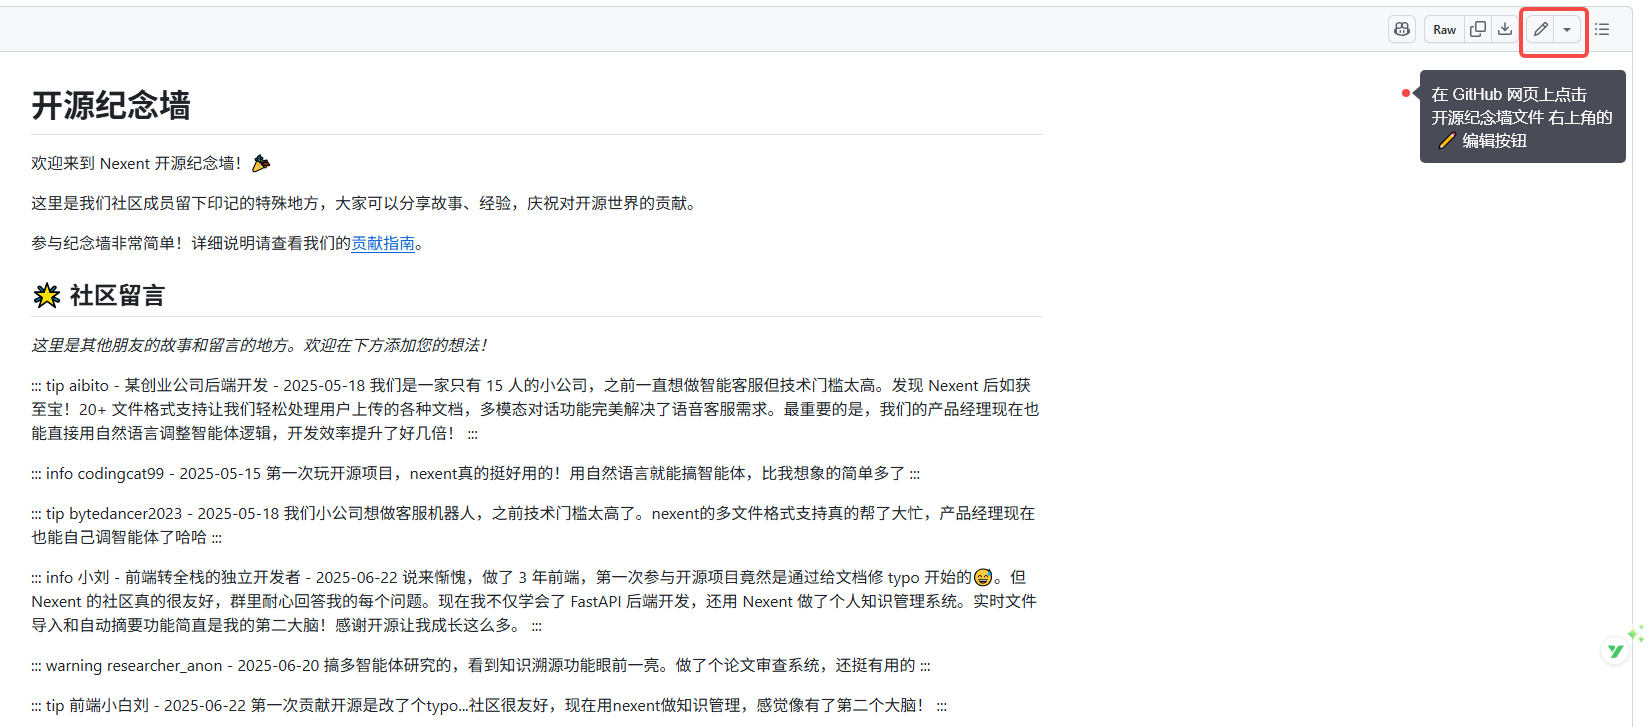 Raw
在 GitHub 网页上点击
开源纪念墙文件 右上角的
编辑按钮
开源纪念墙
欢迎来到 Nexent 开源纪念墙！🎉
这里是我们社区成员留下印记的特殊地方，大家可以分享故事、经验，庆祝对开源世界的贡献。
参与纪念墙非常简单！详细说明请查看我们的贡献指南。
🌟 社区留言
这里是其他朋友的故事和留言的地方。欢迎在下方添加您的想法！
::: tip aibito - 某创业公司后端开发 - 2025-05-18 我们是一家只有 15 人的小公司，之前一直想做智能客服但技术门槛太高。发现 Nexent 后如获
至宝！20+ 文件格式支持让我们轻松处理用户上传的各种文档，多模态对话功能完美解决了语音客服需求。最重要的是，我们的产品经理现在也
能直接用自然语言调整智能体逻辑，开发效率提升了好几倍！ :::
::: info codingcat99 - 2025-05-15 第一次玩开源项目，nexent真的挺好用的！用自然语言就能搞智能体，比我想象的简单多了 :::
::: tip bytedancer2023 - 2025-05-18 我们小公司想做客服机器人，之前技术门槛太高了。nexent的多文件格式支持真的帮了大忙，产品经理现在
也能自己调智能体了哈哈 :::
::: info 小刘 - 前端转全栈的独立开发者 - 2025-06-22 说来惭愧，做了 3 年前端，第一次参与开源项目竟然是通过给文档修 typo 开始的😅。但
Nexent 的社区真的很友好，群里耐心回答我的每个问题。现在我不仅学会了 FastAPI 后端开发，还用 Nexent 做了个人知识管理系统。实时文件
导入和自动摘要功能简直是我的第二大脑！感谢开源让我成长这么多。 :::
::: warning researcher_anon - 2025-06-20 搞多智能体研究的，看到知识溯源功能眼前一亮。做了个论文审查系统，还挺有用的 :::
::: tip 前端小白刘 - 2025-06-22 第一次贡献开源是改了个typo...社区很友好，现在用nexent做知识管理，感觉像有了第二个大脑！ :::